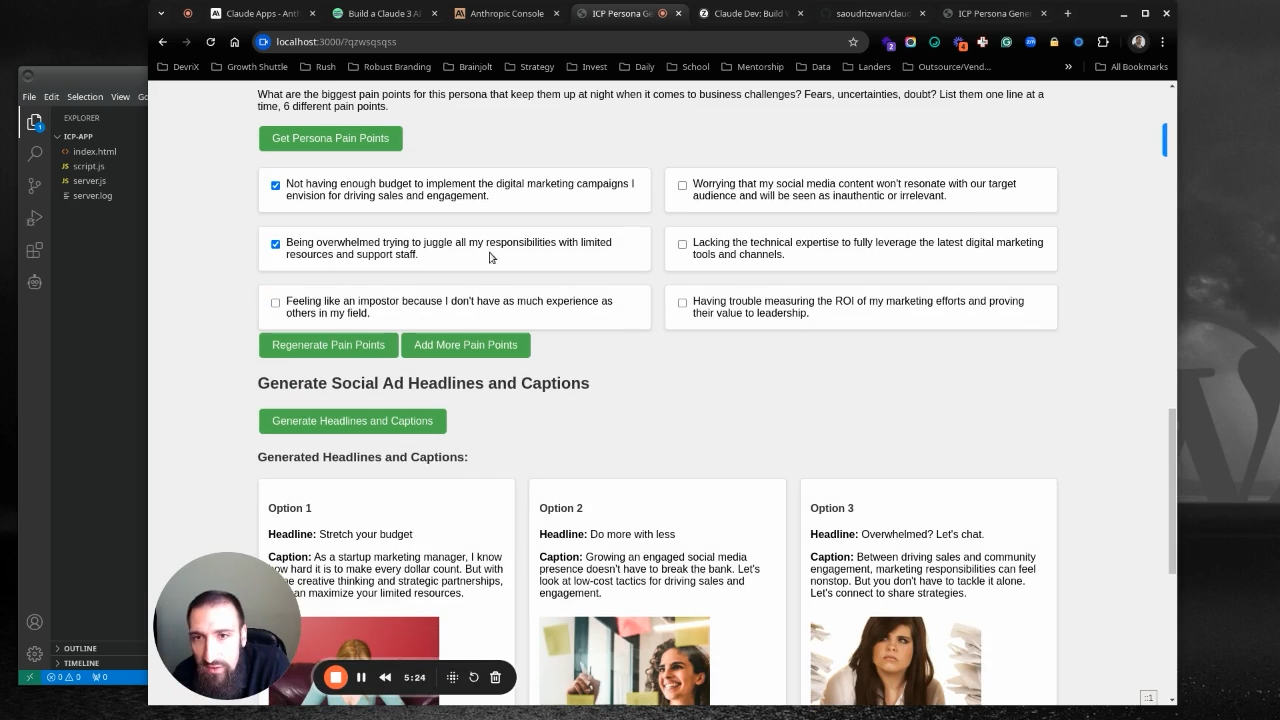 Claude Apps - Anth
Build a Claude 3 A
Anthropic Console
ICP Persona Ge
Claude Dev: Build V
saoudrizwan/claud
ICP Persona Gene
localhost:3000/?qzwsqsqss
2
4
DevriX
Growth Shuttle
Rush
Robust Branding
Brainjolt
Strategy
Invest
Daily
School
Mentorship
Data
Landers
Outsource/Vend...
All Bookmarks
File Edit Selection View Go
EXPLORER
ICP-APP
index.html
JS script.js
JS server.js
server.log
1
OUTLINE
TIMELINE
0 0 0
What are the biggest pain points for this persona that keep them up at night when it comes to business challenges? Fears, uncertainties, doubt? List them one line at a
time, 6 different pain points.
Get Persona Pain Points
Not having enough budget to implement the digital marketing campaigns I
envision for driving sales and engagement.
Worrying that my social media content won't resonate with our target
audience and will be seen as inauthentic or irrelevant.
Being overwhelmed trying to juggle all my responsibilities with limited
resources and support staff.
Lacking the technical expertise to fully leverage the latest digital marketing
tools and channels.
Feeling like an impostor because I don't have as much experience as
others in my field.
Having trouble measuring the ROI of my marketing efforts and proving
their value to leadership.
Regenerate Pain Points
Add More Pain Points
Generate Social Ad Headlines and Captions
Generate Headlines and Captions
Generated Headlines and Captions:
Option 1
Headline: Stretch your budget
Caption: As a startup marketing manager, I know
how hard it is to make every dollar count. But with
creative thinking and strategic partnerships,
an maximize your limited resources.
Option 2
Headline: Do more with less
Caption: Growing an engaged social media
presence doesn't have to break the bank. Let's
look at low-cost tactics for driving sales and
engagement.
Option 3
Headline: Overwhelmed? Let's chat.
Caption: Between driving sales and community
engagement, marketing responsibilities can feel
nonstop. But you don't have to tackle it alone.
Let's connect to share strategies.
5:24
::1